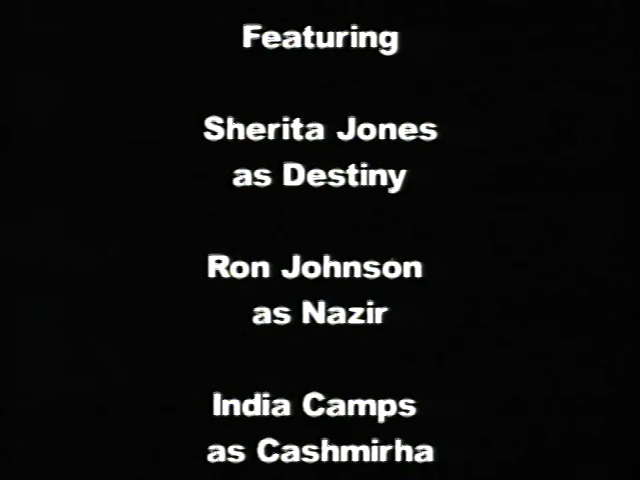 Featuring
Sherita Jones
as Destiny
Ron Johnson
as Nazir
India Camps
as Cashmirha